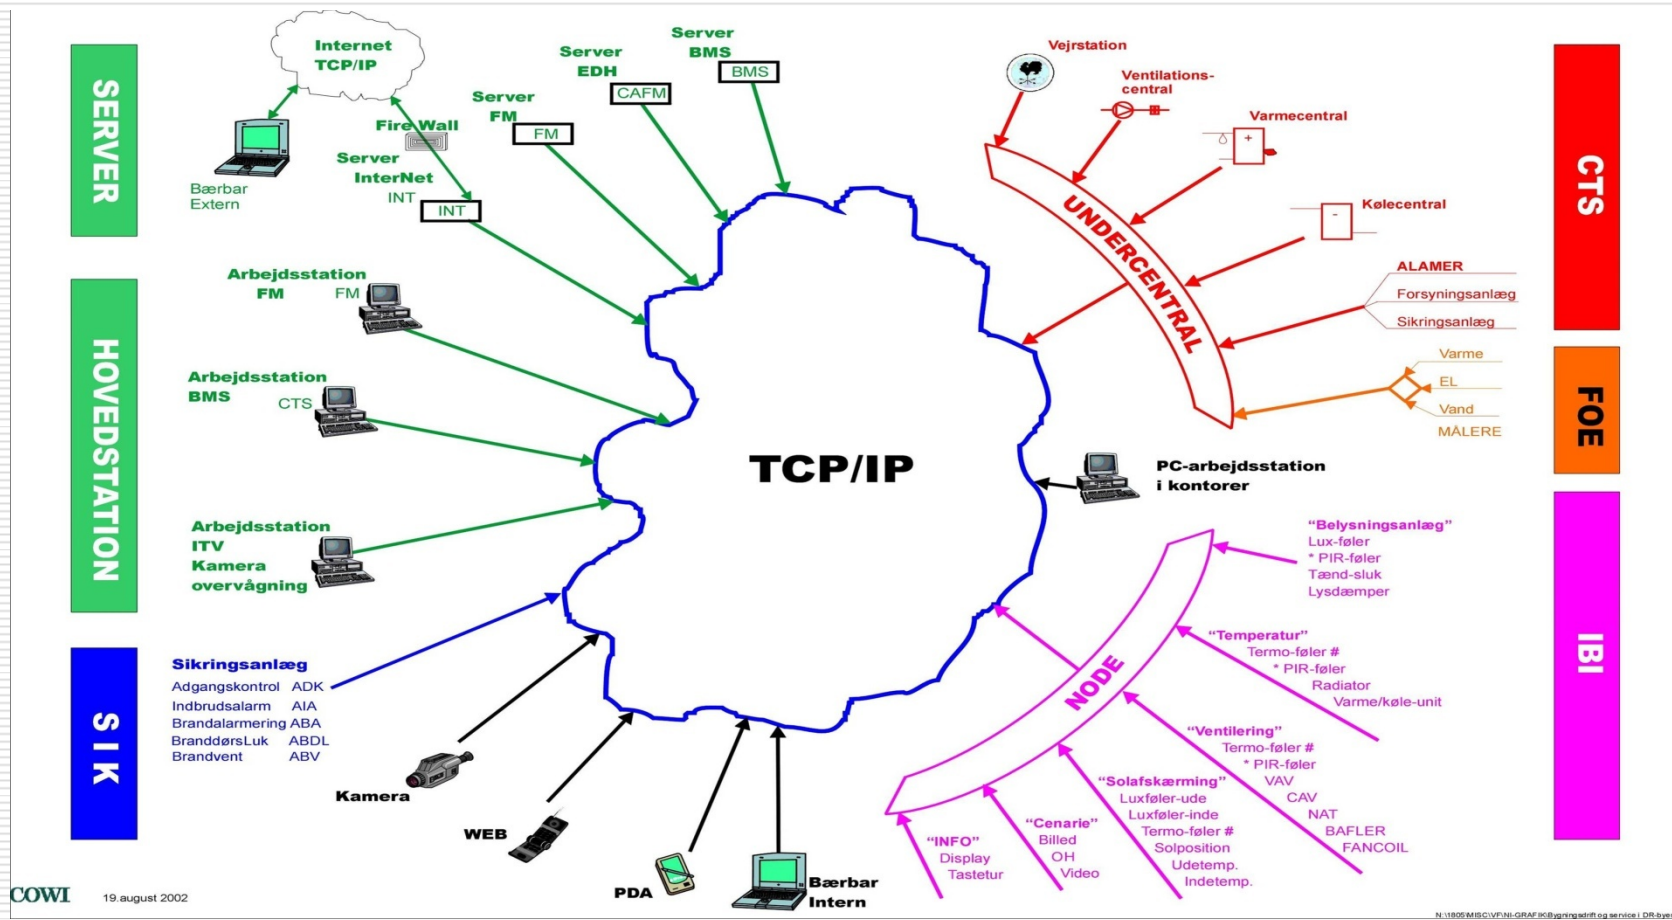 SERVER
HOVEDSTATION
S I K
Internet
TCP/IP
Bærbar
Extern
Fire Wall
Server
InterNet
INT
INT
Server
FM
FM
Server
EDH
CAFM
Server
BMS
BMS
Arbejdsstation
FM
FM
Arbejdsstation
BMS
CTS
Arbejdsstation
ITV
Kamera
overvågning
Sikringsanlæg
Adgangskontrol ADK
Indbrudsalarm AIA
Brandalarmering ABA
BranddørsLuk ABDL
Brandvent ABV
Kamera
WEB
PDA
Bærbar
Intern
TCP/IP
Vejrstation
Ventilations-
central
Varmecentral
+
Kølecentral
-
UNDERCENTRAL
ALAMER
Forsyningsanlæg
Sikringsanlæg
Varme
EL
Vand
MÅLERE
PC-arbejdsstation
i kontorer
NODE
"Belysningsanlæg"
Lux-føler
* PIR-føler
Tænd-sluk
Lysdæmper
"Temperatur"
Termo-føler #
* PIR-føler
Radiator
Varme/køle-unit
"Ventilering"
Termo-føler #
* PIR-føler
VAV
CAV
NAT
BAFLER
FANCOIL
"Solafskærming"
Luxføler-ude
Luxføler-inde
Termo-føler #
Solposition
Udetemp.
Indetemp.
"Cenarie"
Billed
OH
Video
"INFO"
Display
Tastetur
CTS
FOE
IBI
COWI
19.august 2002